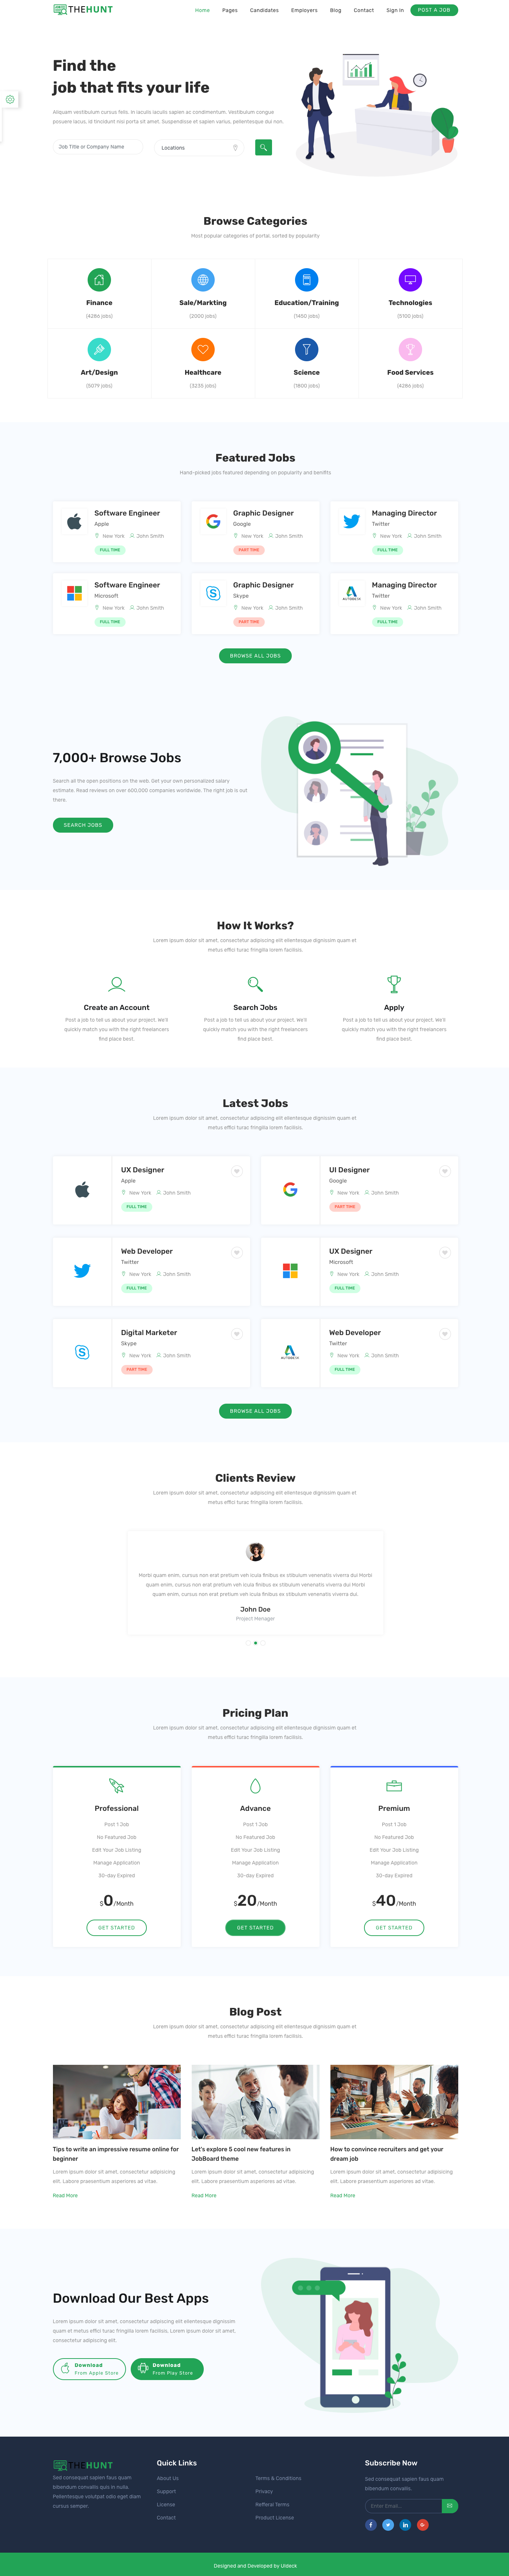 THEHUNT
Home Pages Candidates Employers Blog Contact Sign In POST A JOB
Find the
job that fits your life
Aliquam vestibulum cursus felis. In iaculis iaculis sapien ac condimentum. Vestibulum congue
posuere lacus, id tincidunt nisi porta sit amet. Suspendisse et sapien varius, pellentesque dui non.
Job Title or Company Name
Locations
Browse Categories
Most popular categories of portal, sorted by popularity
Finance
(4286 jobs)
Sale/Markting
(2000 jobs)
Education/Training
(1450 jobs)
Technologies
(5100 jobs)
Art/Design
(5079 jobs)
Healthcare
(3235 jobs)
Science
(1800 jobs)
Food Services
(4286 jobs)
Featured Jobs
Hand-picked jobs featured depending on popularity and benifits
Software Engineer
Apple
New York John Smith
FULL TIME
Graphic Designer
Google
New York John Smith
PART TIME
Managing Director
Twitter
New York John Smith
FULL TIME
Software Engineer
Microsoft
New York John Smith
FULL TIME
Graphic Designer
Skype
New York John Smith
PART TIME
AUTODESK
Managing Director
Twitter
New York John Smith
FULL TIME
BROWSE ALL JOBS
7,000+ Browse Jobs
Search all the open positions on the web. Get your own personalized salary
estimate. Read reviews on over 600,000 companies worldwide. The right job is out
there.
SEARCH JOBS
How It Works?
Lorem ipsum dolor sit amet, consectetur adipiscing elit ellentesque dignissim quam et
metus effici turac fringilla lorem facilisis.
Create an Account
Post a job to tell us about your project. We'll
quickly match you with the right freelancers
find place best.
Search Jobs
Post a job to tell us about your project. We'll
quickly match you with the right freelancers
find place best.
Apply
Post a job to tell us about your project. We'll
quickly match you with the right freelancers
find place best.
Latest Jobs
Lorem ipsum dolor sit amet, consectetur adipiscing elit ellentesque dignissim quam et
metus effici turac fringilla lorem facilisis.
UX Designer
Apple
New York John Smith
FULL TIME
UI Designer
Google
New York John Smith
PART TIME
Web Developer
Twitter
New York John Smith
FULL TIME
UX Designer
Microsoft
New York John Smith
FULL TIME
Digital Marketer
Skype
New York John Smith
PART TIME
AUTODESK
Web Developer
Twitter
New York John Smith
FULL TIME
BROWSE ALL JOBS
Clients Review
Lorem ipsum dolor sit amet, consectetur adipiscing elit ellentesque dignissim quam et
metus effici turac fringilla lorem facilisis.
Morbi quam enim, cursus non erat pretium veh icula finibus ex stibulum venenatis viverra dui Morbi
quam enim, cursus non erat pretium veh icula finibus ex stibulum venenatis viverra dui Morbi
quam enim, cursus non erat pretium veh icula finibus ex stibulum venenatis viverra dui.
John Doe
Project Manager
Pricing Plan
Lorem ipsum dolor sit amet, consectetur adipiscing elit ellentesque dignissim quam et
metus effici turac fringilla lorem facilisis.
Professional
Post 1 Job
No Featured Job
Edit Your Job Listing
Manage Application
30-day Expired
$0/Month
GET STARTED
Advance
Post 1 Job
No Featured Job
Edit Your Job Listing
Manage Application
30-day Expired
$20/Month
GET STARTED
Premium
Post 1 Job
No Featured Job
Edit Your Job Listing
Manage Application
30-day Expired
$40/Month
GET STARTED
Blog Post
Lorem ipsum dolor sit amet, consectetur adipiscing elit ellentesque dignissim quam et
metus effici turac fringilla lorem facilisis.
Tips to write an impressive resume online for
beginner
Lorem ipsum dolor sit amet, consectetur adipisicing
elit. Labore praesentium asperiores ad vitae.
Read More
Let's explore 5 cool new features in
JobBoard theme
Lorem ipsum dolor sit amet, consectetur adipisicing
elit. Labore praesentium asperiores ad vitae.
Read More
How to convince recruiters and get your
dream job
Lorem ipsum dolor sit amet, consectetur adipisicing
elit. Labore praesentium asperiores ad vitae.
Read More
Download Our Best Apps
Lorem ipsum dolor sit amet, consectetur adipiscing elit ellentesque dignissim
quam et metus effici turac fringilla lorem facilisis. Lorem ipsum dolor sit amet,
consectetur adipiscing elit.
Download
From Apple Store
Download
From Play Store
THEHUNT
Sed consequat sapien faus quam
bibendum convallis quis in nulla.
Pellentesque volutpat odio eget diam
cursus semper.
Quick Links
About Us
Support
License
Contact
Terms & Conditions
Privacy
Refferal Terms
Product License
Subscribe Now
Sed consequat sapien faus quam
bibendum convallis.
Enter Email...
Designed and Developed by UIdeck